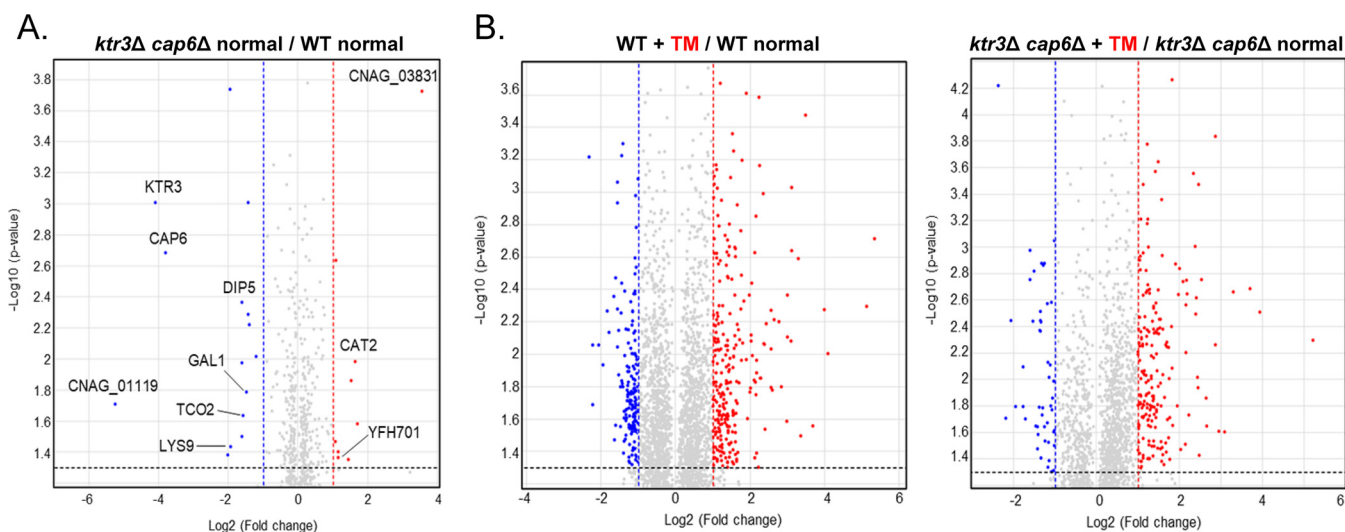 A.
ktr3Δ cap6Δ normal / WT normal
3.8
3.6
3.4
3.2
3
2.8
2.6
2.4
2.2
2
1.8
1.6
1.4
-Log10 (p-value)
CNAG_03831
KTR3
CAP6
DIP5
GAL1
CAT2
CNAG_01119
TCO2
YFH701
LYS9
-6
-4
-2
0
2
4
Log2 (Fold change)
B.
WT + TM / WT normal
3.6
3.4
3.2
3
2.8
2.6
2.4
2.2
2
1.8
1.6
1.4
-Log10 (p-value)
-4
-2
0
2
4
6
Log2 (Fold change)
ktr3Δ cap6Δ + TM / ktr3Δ cap6Δ normal
4.2
4
3.8
3.6
3.4
3.2
3
2.8
2.6
2.4
2.2
2
1.8
1.6
1.4
-Log10 (p-value)
-2
0
2
4
6
Log2 (Fold change)